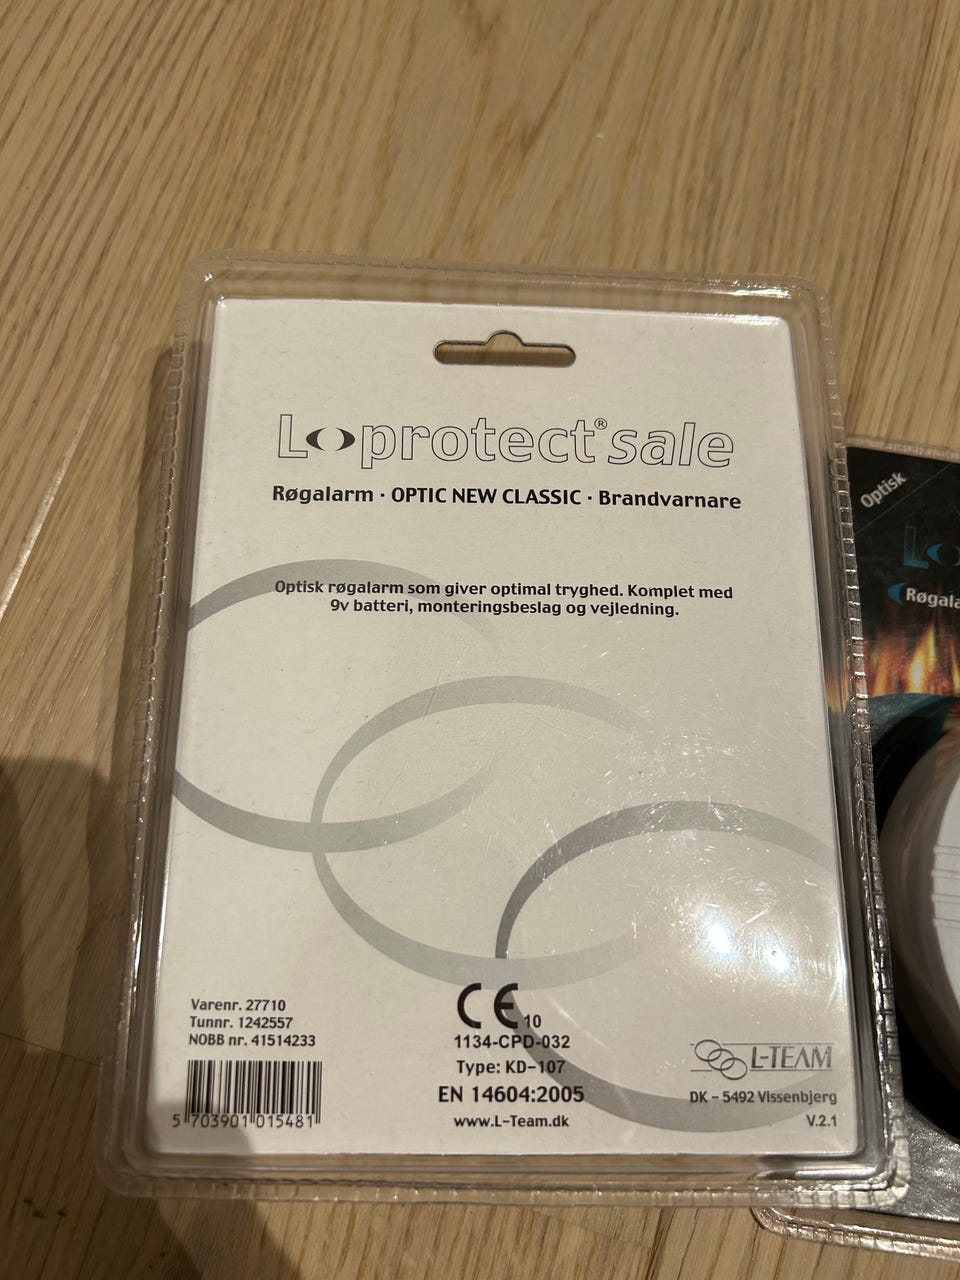 L protect® sale
Røgalarm · OPTIC NEW CLASSIC · Brandvarnare
Optisk røgalarm som giver optimal tryghed. Komplet med
9v batteri, monteringsbeslag og vejledning.
Varenr. 27710
Tunnr. 1242557
NOBB nr. 41514233
5 703901 015481
CE 10
1134-CPD-032
Type: KD-107
EN 14604:2005
www.L-Team.dk
L-TEAM
DK - 5492 Vissenbjerg
V.2.1
Optisk
L